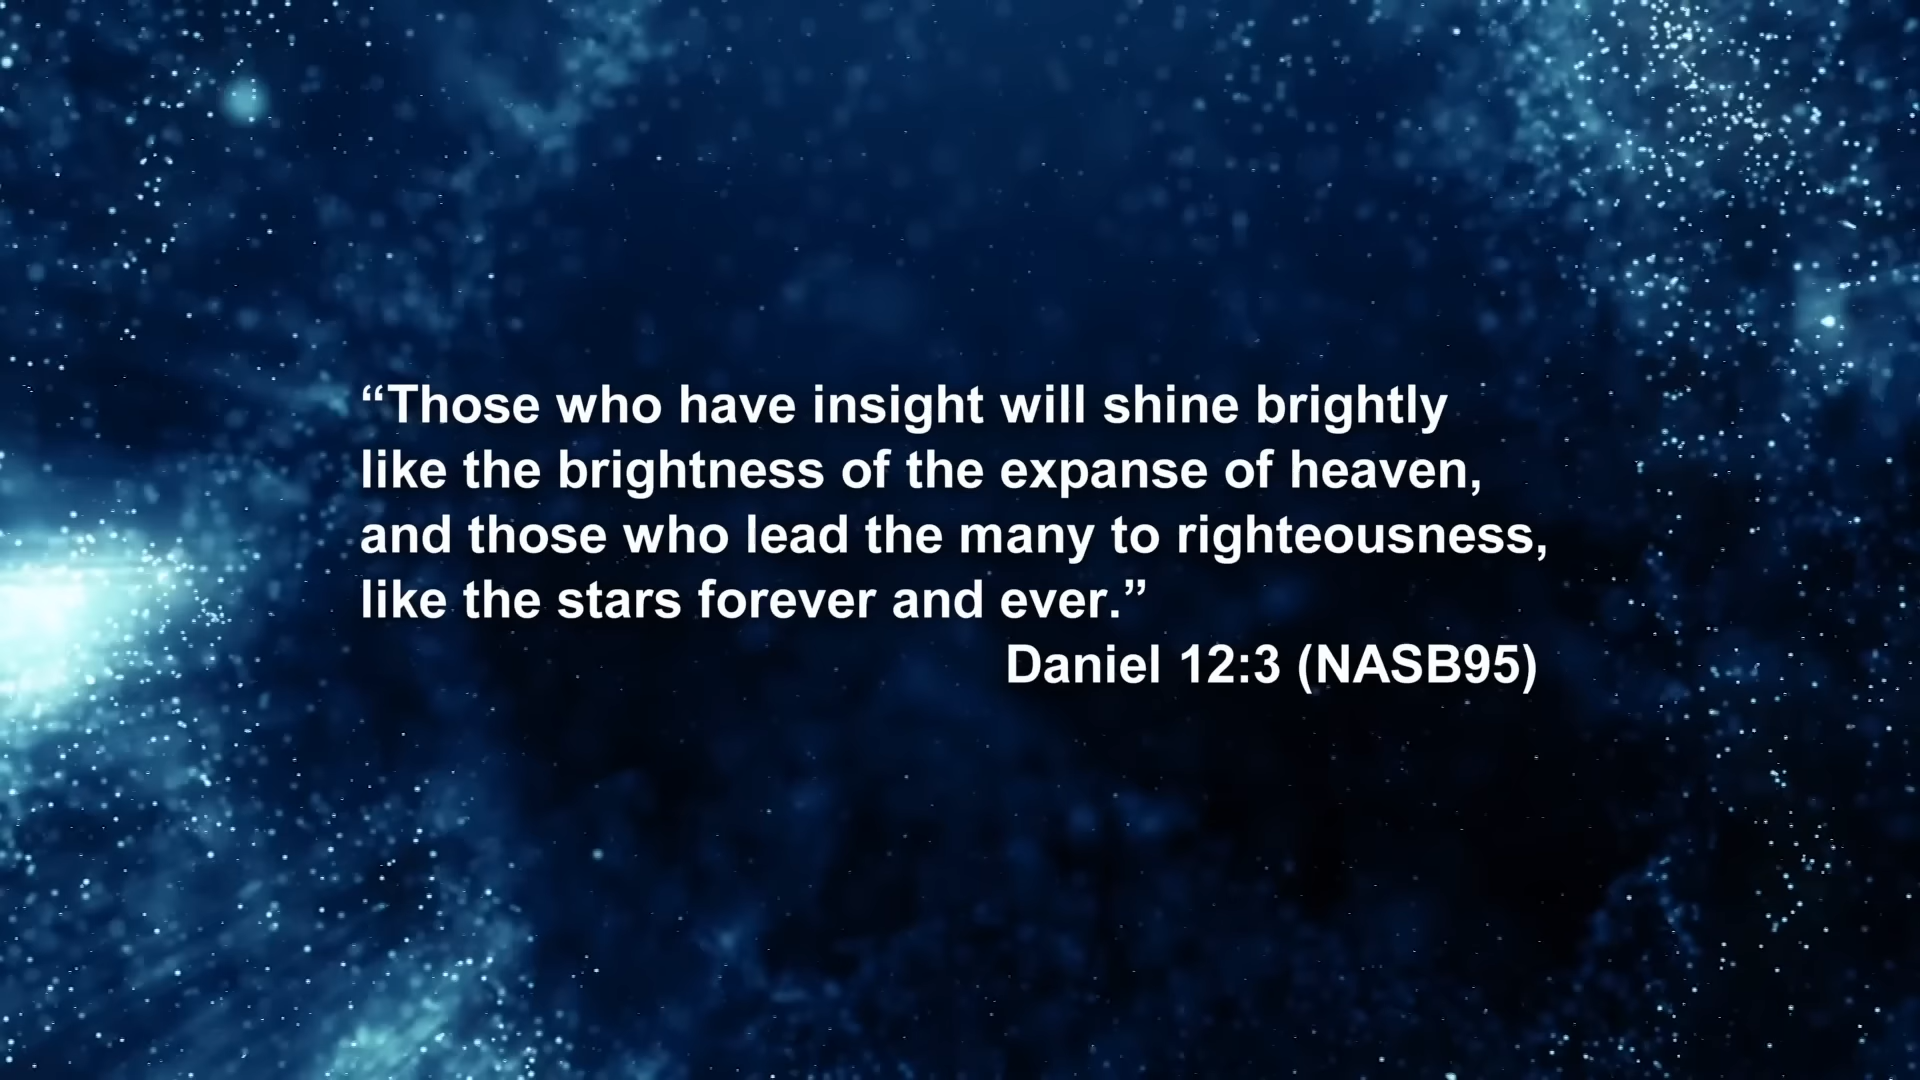 “Those who have insight will shine brightly
like the brightness of the expanse of heaven,
and those who lead the many to righteousness,
like the stars forever and ever.”
Daniel 12:3 (NASB95)